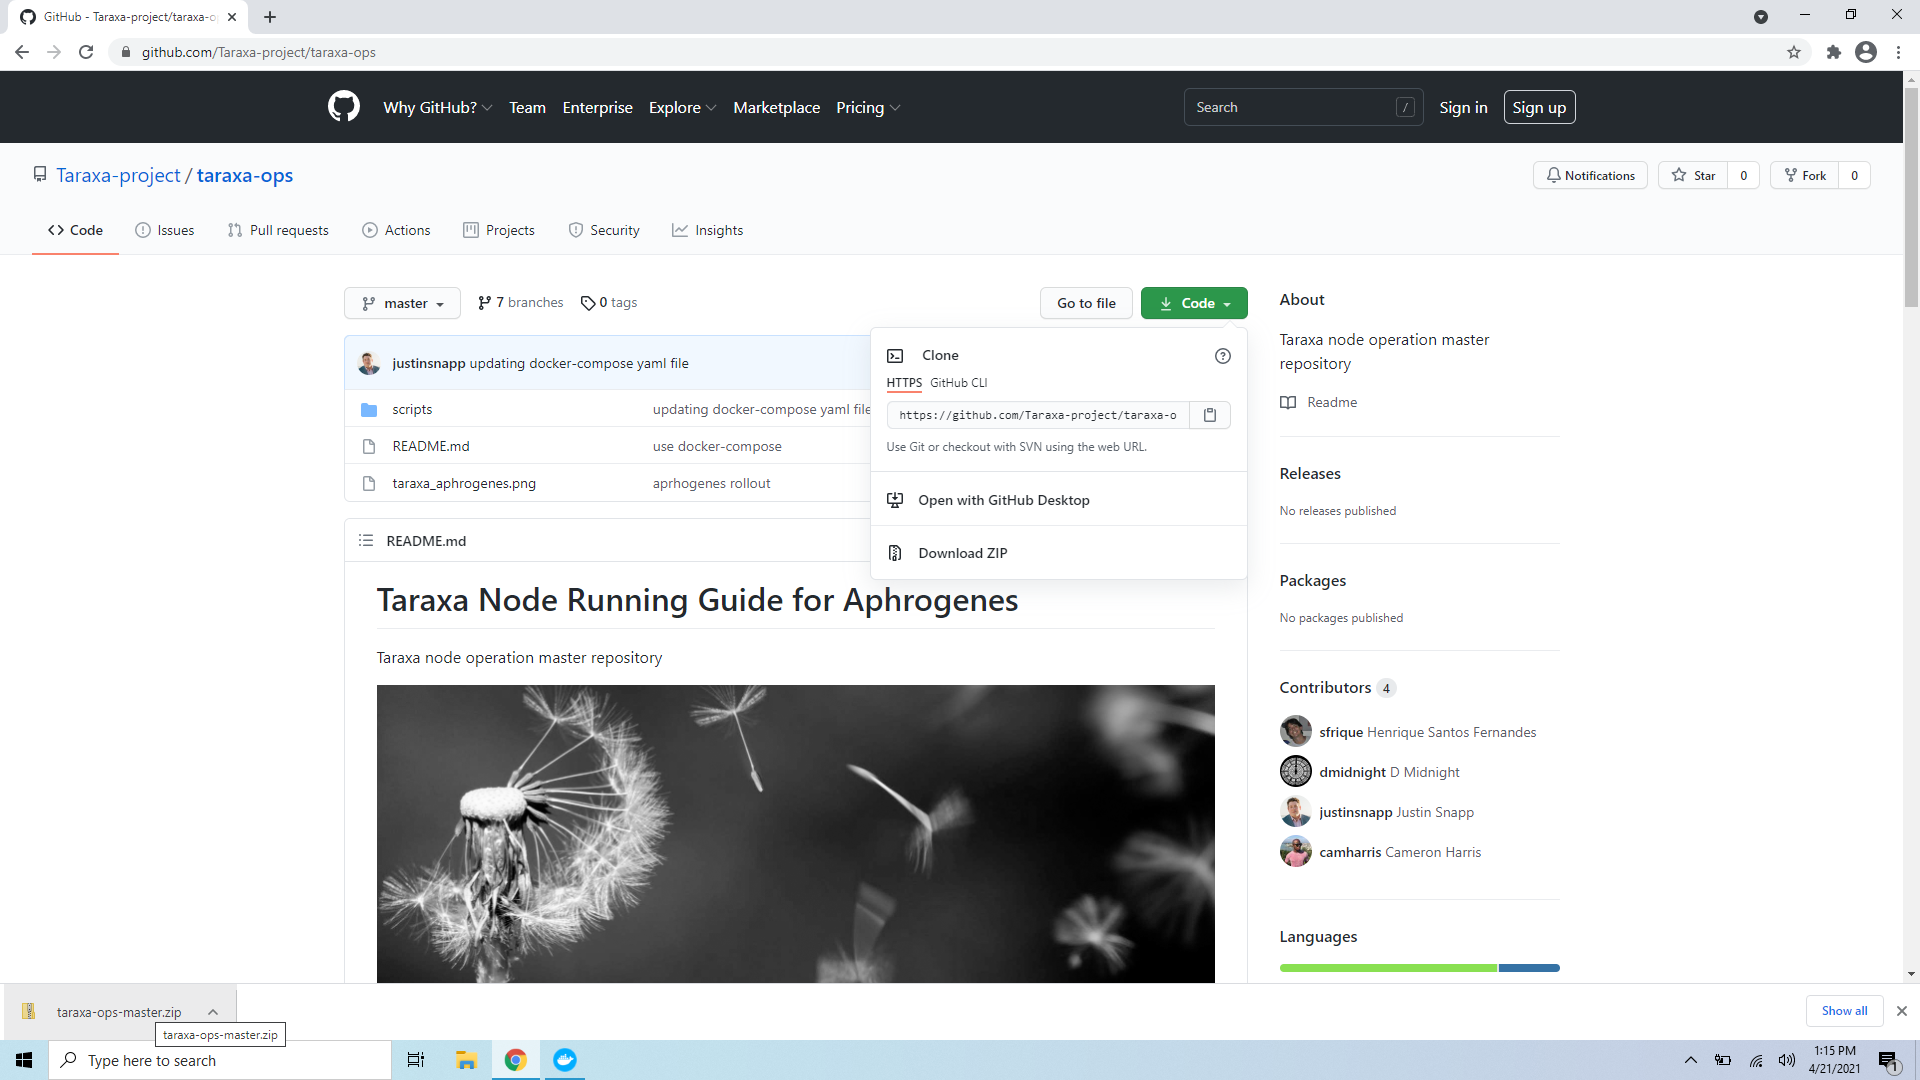 GitHub - Taraxa-project/taraxa-o
github.com/Taraxa-project/taraxa-ops
Why GitHub? Team Enterprise Explore Marketplace Pricing
Search /
Sign in Sign up
Taraxa-project / taraxa-ops
Notifications Star 0 Fork 0
Code Issues Pull requests Actions Projects Security Insights
master 7 branches 0 tags
Go to file Code
justinsnapp updating docker-compose yaml file
scripts updating docker-compose yaml file
README.md use docker-compose
taraxa_aphrogenes.png aprhogenes rollout
Clone
HTTPS GitHub CLI
https://github.com/Taraxa-project/taraxa-o
Use Git or checkout with SVN using the web URL.
Open with GitHub Desktop
Download ZIP
README.md
Taraxa Node Running Guide for Aphrogenes
Taraxa node operation master repository
About
Taraxa node operation master
repository
Readme
Releases
No releases published
Packages
No packages published
Contributors 4
sfrique Henrique Santos Fernandes
dmidnight D Midnight
justinsnapp Justin Snapp
camharris Cameron Harris
Languages
taraxa-ops-master.zip
taraxa-ops-master.zip
Show all
Type here to search
1:15 PM
4/21/2021
1